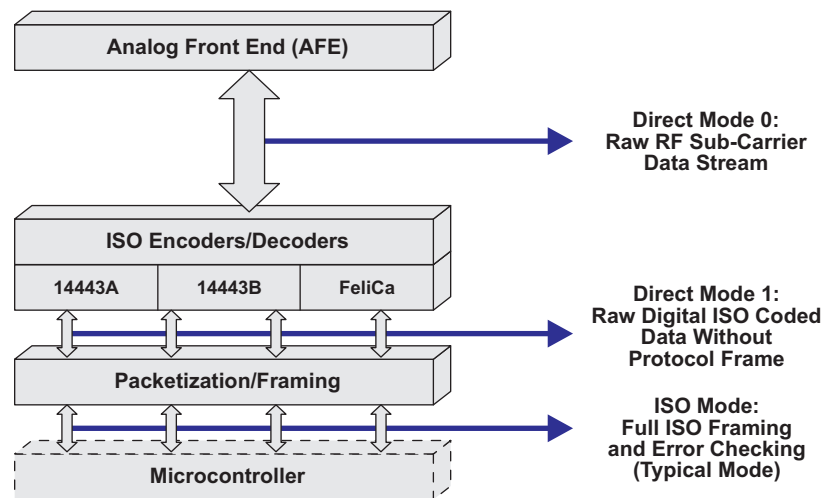 Analog Front End (AFE)
Direct Mode 0:
Raw RF Sub-Carrier
Data Stream
ISO Encoders/Decoders
14443A
14443B
FeliCa
Direct Mode 1:
Raw Digital ISO Coded
Data Without
Protocol Frame
Packetization/Framing
ISO Mode:
Full ISO Framing
and Error Checking
(Typical Mode)
Microcontroller